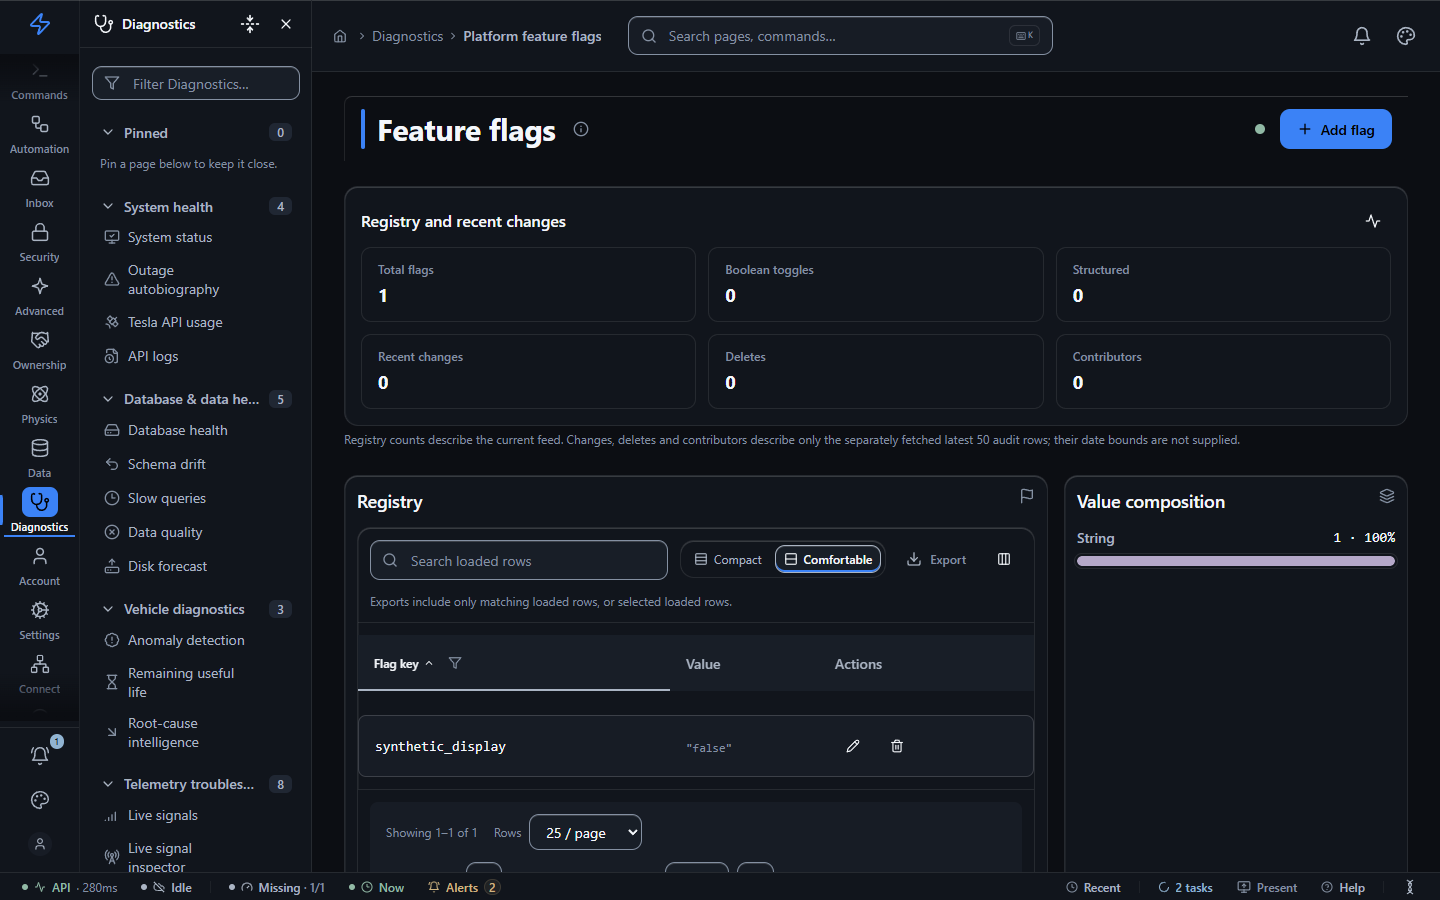 Commands
Automation
Inbox
Security
Advanced
Ownership
Physics
Data
Diagnostics
Account
Settings
Connect
1
Diagnostics
Filter Diagnostics...
Pinned 0
Pin a page below to keep it close.
System health 4
System status
Outage
autobiography
Tesla API usage
API logs
Database & data he... 5
Database health
Schema drift
Slow queries
Data quality
Disk forecast
Vehicle diagnostics 3
Anomaly detection
Remaining useful
life
Root-cause
intelligence
Telemetry troubles... 8
Live signals
Live signal
inspector
Diagnostics
Platform feature flags
Search pages, commands...
K
Feature flags
Add flag
Registry and recent changes
Total flags
1
Boolean toggles
0
Structured
0
Recent changes
0
Deletes
0
Contributors
0
Registry counts describe the current feed. Changes, deletes and contributors describe only the separately fetched latest 50 audit rows; their date bounds are not supplied.
Registry
Search loaded rows
Compact
Comfortable
Export
Exports include only matching loaded rows, or selected loaded rows.
Flag key Value Actions
synthetic_display "false"
Showing 1–1 of 1 Rows 25 / page
Value composition
String 1 · 100%
API · 280ms
Idle
Missing · 1/1
Now
Alerts 2
Recent
2 tasks
Present
Help